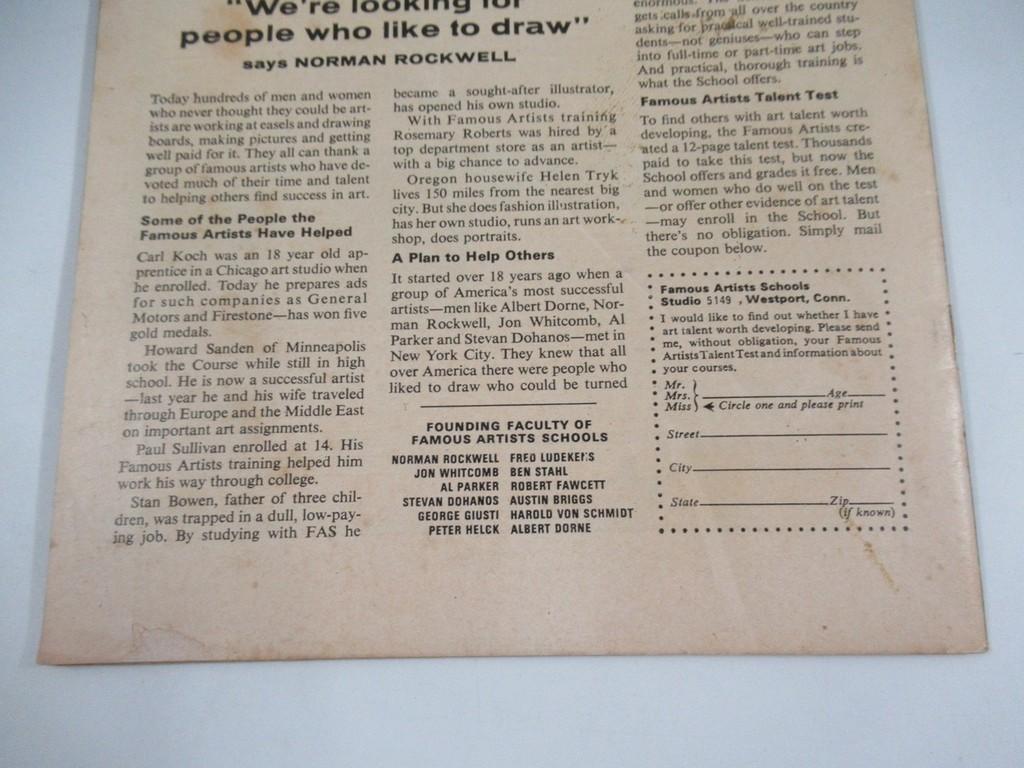 "We're looking for
people who like to draw"
says NORMAN ROCKWELL
Today hundreds of men and women
who never thought they could be art-
ists are working at easels and drawing
boards, making pictures and getting
well paid for it. They all can thank a
group of famous artists who have de-
voted much of their time and talent
to helping others find success in art.
Some of the People the
Famous Artists Have Helped
Carl Koch was an 18 year old ap-
prentice in a Chicago art studio when
he enrolled. Today he prepares ads
for such companies as General
Motors and Firestone—has won five
gold medals.
Howard Sanden of Minneapolis
took the Course while still in high
school. He is now a successful artist
—last year he and his wife traveled
through Europe and the Middle East
on important art assignments.
Paul Sullivan enrolled at 14. His
Famous Artists training helped him
work his way through college.
Stan Bowen, father of three chil-
dren, was trapped in a dull, low-pay-
ing job. By studying with FAS he
became a sought-after illustrator,
has opened his own studio.
With Famous Artists training
Rosemary Roberts was hired by a
top department store as an artist—
with a big chance to advance.
Oregon housewife Helen Tryk
lives 150 miles from the nearest big
city. But she does fashion illustration,
has her own studio, runs an art work-
shop, does portraits.
A Plan to Help Others
It started over 18 years ago when a
group of America's most successful
artists—men like Albert Dorne, Nor-
man Rockwell, Jon Whitcomb, Al
Parker and Stevan Dohanos—met in
New York City. They knew that all
over America there were people who
liked to draw who could be turned
FOUNDING FACULTY OF
FAMOUS ARTISTS SCHOOLS
NORMAN ROCKWELL FRED LUDEKENS
JON WHITCOMB BEN STAHL
AL PARKER ROBERT FAWCETT
STEVAN DOHANOS AUSTIN BRIGGS
GEORGE GIUSTI HAROLD VON SCHMIDT
PETER HELCK ALBERT DORNE
enormous.
gets calls from all over the country
asking for practical well-trained stu-
dents—not geniuses—who can step
into full-time or part-time art jobs.
And practical, thorough training is
what the School offers.
Famous Artists Talent Test
To find others with art talent worth
developing, the Famous Artists cre-
ated a 12-page talent test. Thousands
paid to take this test, but now the
School offers and grades it free. Men
and women who do well on the test
—or offer other evidence of art talent
—may enroll in the School. But
there's no obligation. Simply mail
the coupon below.
Famous Artists Schools
Studio 5149 , Westport, Conn.
I would like to find out whether I have
art talent worth developing. Please send
me, without obligation, your Famous
Artists Talent Test and information about
your courses.
Mr.
Mrs. Age
Miss Circle one and please print
Street
City
State Zip
(if known)